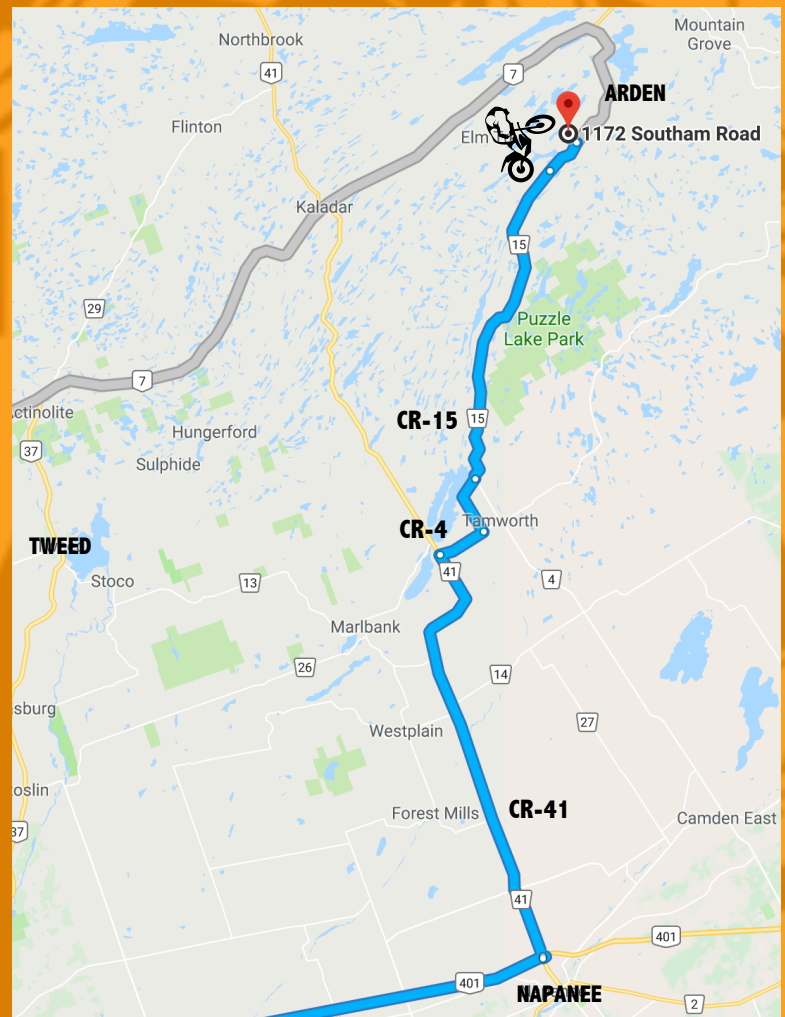 Mountain
Grove
Northbrook
41
7
ARDEN
Flinton
1172 Southam Road
Kaladar
15
29
Puzzle
Lake Park
7
ctinolite
CR-15
15
Hungerford
37
Sulphide
CR-4
Tamworth
TWEED
41
Stoco
13
4
Marlbank
26
14
sburg
27
Westplain
oslin
Forest Mills
CR-41
Camden East
37
41
401
401
NAPANEE
2